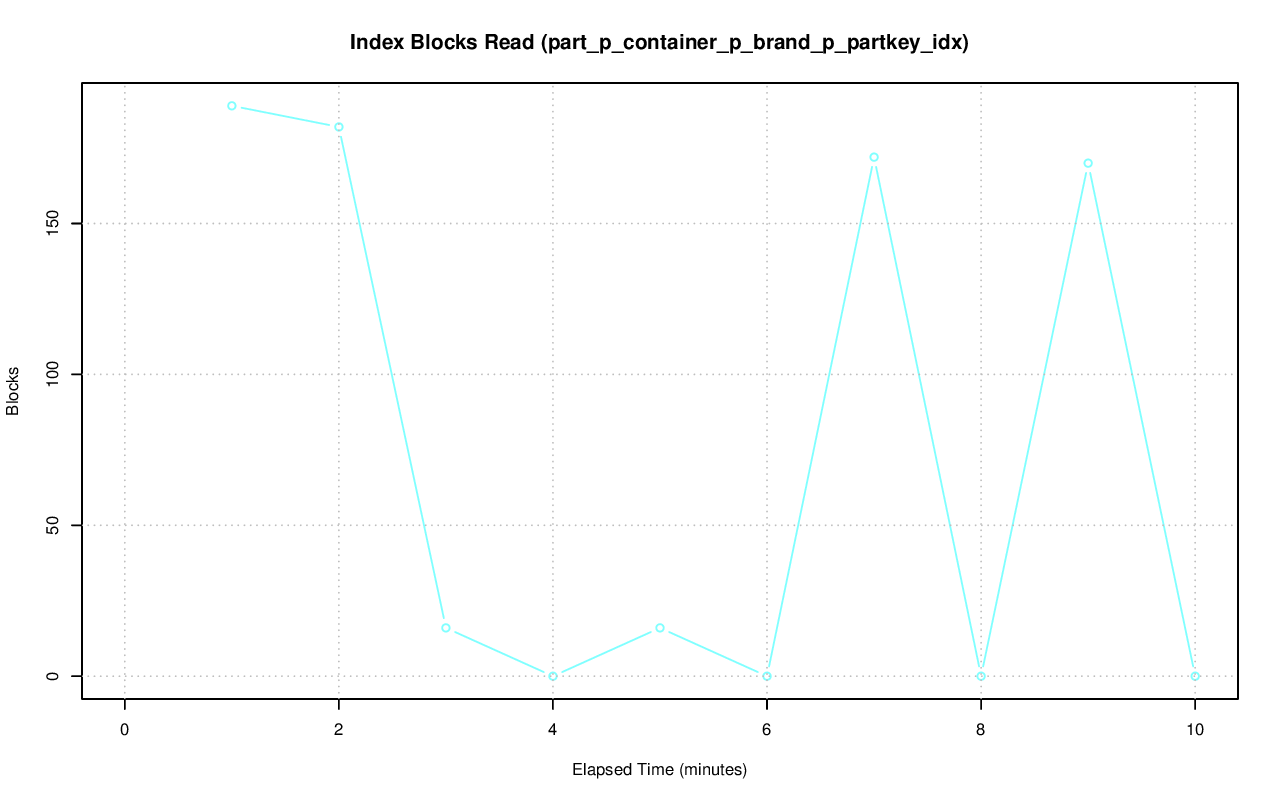 Index Blocks Read (part_p_container_p_brand_p_partkey_idx)
Blocks
150
100
50
0
0 2 4 6 8 10
Elapsed Time (minutes)